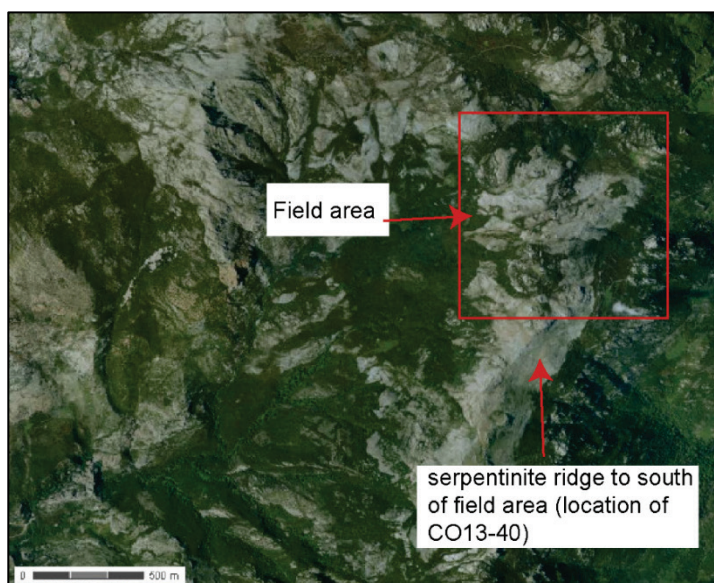 Field area
serpentinite ridge to south
of field area (location of
CO13-40)
0 500 m